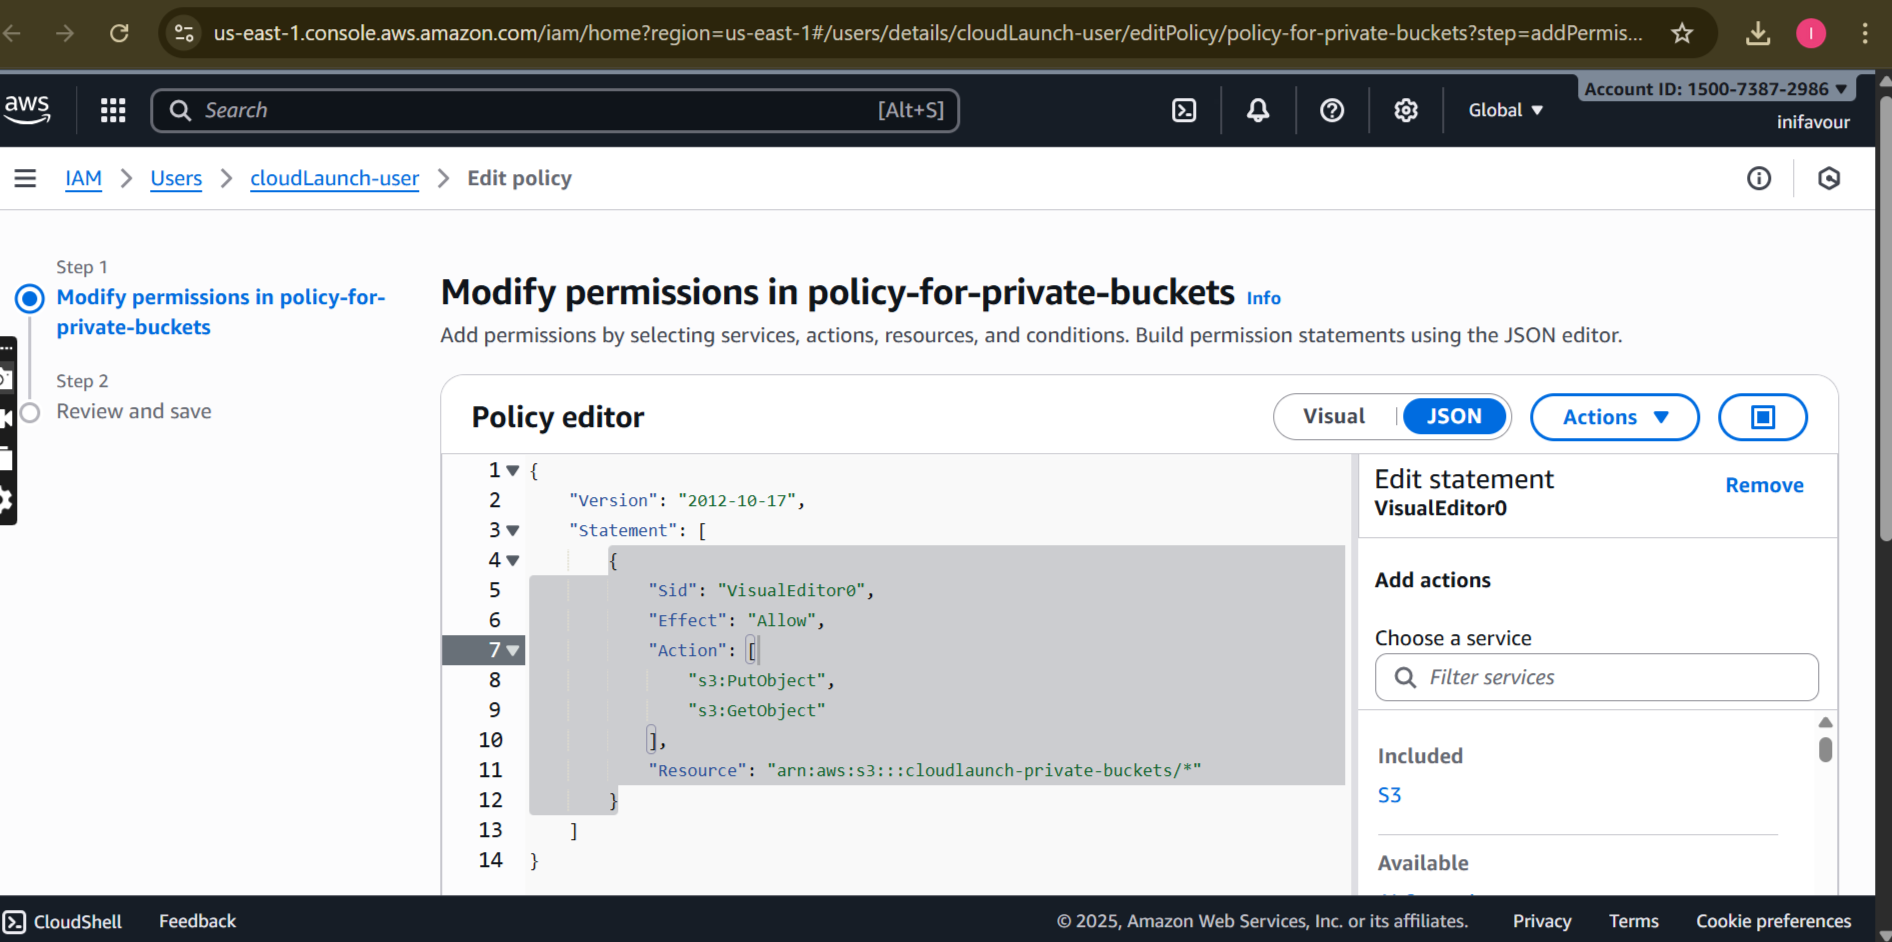 us-east-1.console.aws.amazon.com/iam/home?region=us-east-1#/users/details/cloudLaunch-user/editPolicy/policy-for-private-buckets?step=addPermis...
I
aws
Search
[Alt+S]
Global
Account ID: 1500-7387-2986
inifavour
IAM > Users > cloudLaunch-user > Edit policy
Step 1
Modify permissions in policy-for-
private-buckets
Step 2
Review and save
Modify permissions in policy-for-private-buckets Info
Add permissions by selecting services, actions, resources, and conditions. Build permission statements using the JSON editor.
Policy editor
Visual
JSON
Actions
1 {
2 "Version": "2012-10-17",
3 "Statement": [
4 {
5 "Sid": "VisualEditor0",
6 "Effect": "Allow",
7 "Action": [
8 "s3:PutObject",
9 "s3:GetObject"
10 ],
11 "Resource": "arn:aws:s3:::cloudlaunch-private-buckets/*"
12 }
13 ]
14 }
Edit statement
Remove
VisualEditor0
Add actions
Choose a service
Filter services
Included
S3
Available
CloudShell
Feedback
© 2025, Amazon Web Services, Inc. or its affiliates.
Privacy
Terms
Cookie preferences